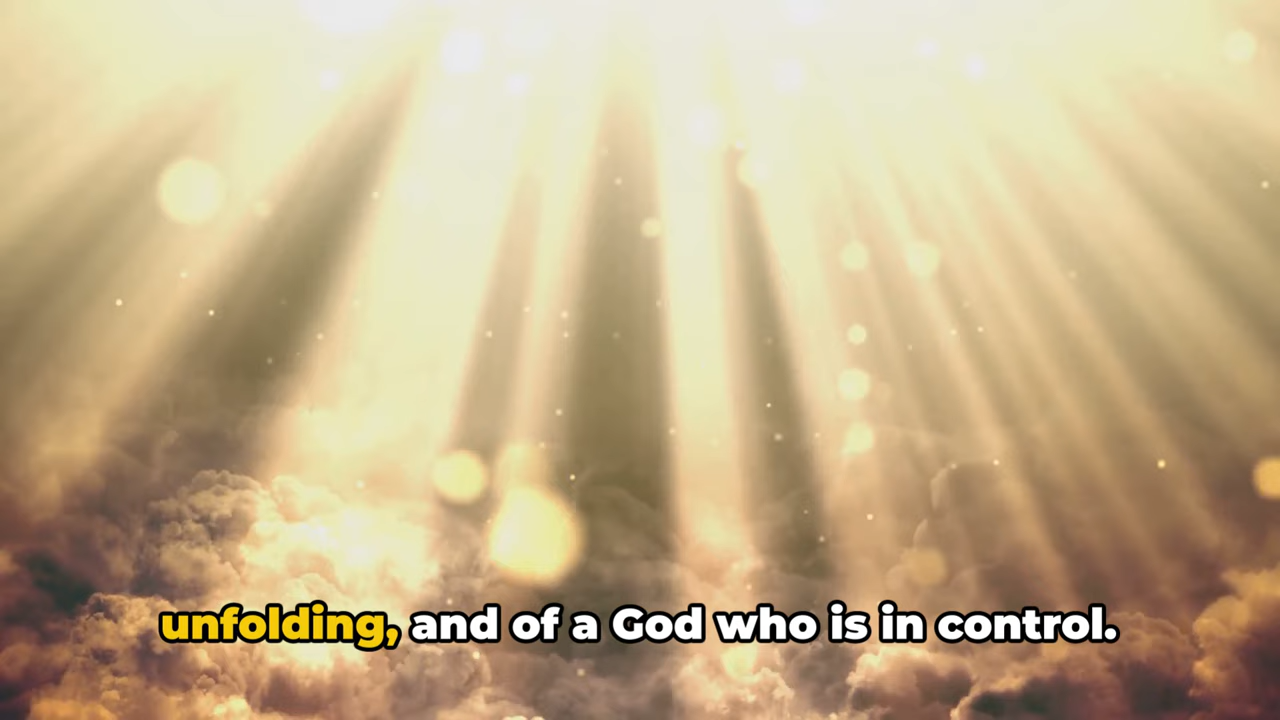 unfolding, and of a God who is in control.